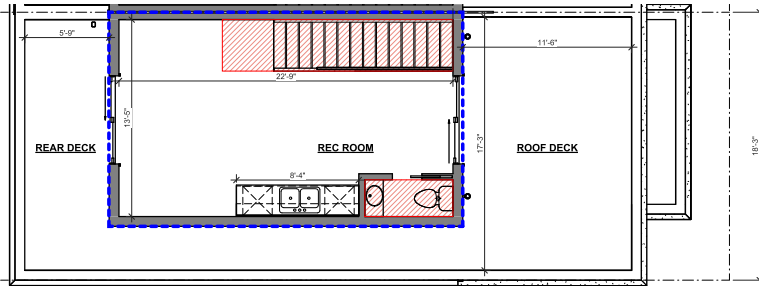 5'-9"
11'-6"
22'-9"
13'-5"
17'-3"
18'-3"
REAR DECK
REC ROOM
ROOF DECK
8'-4"